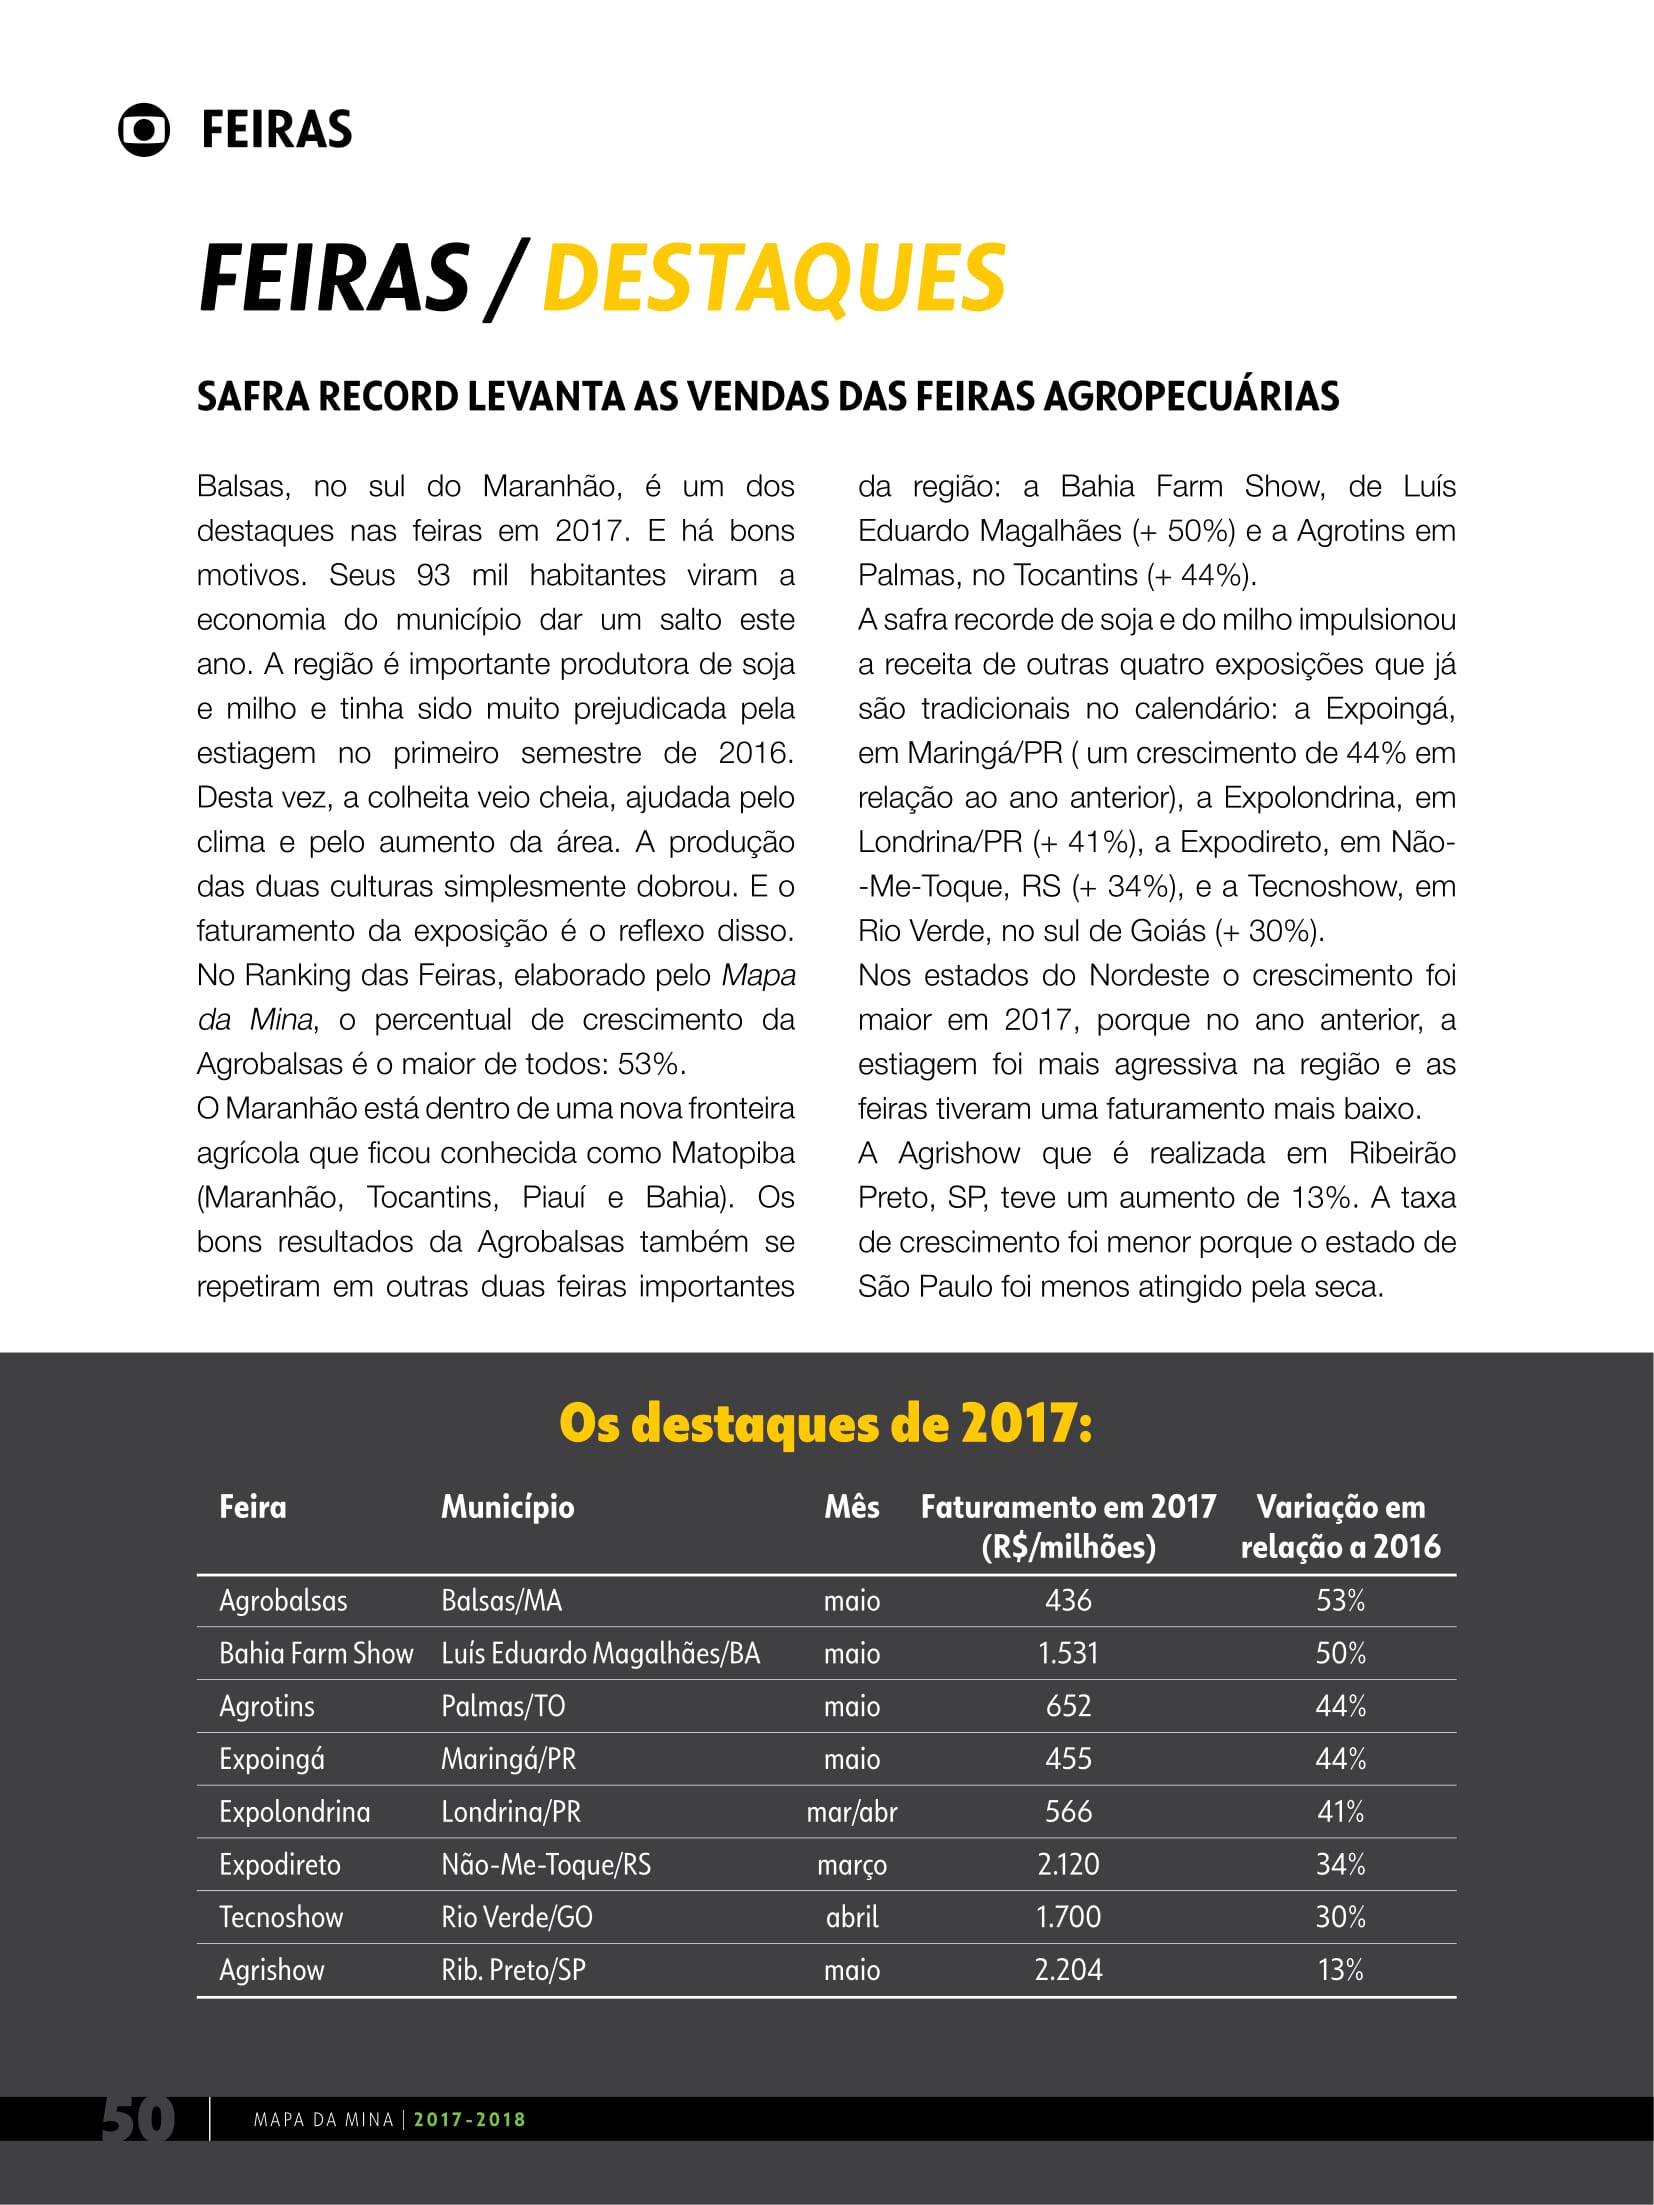 FEIRAS
FEIRAS / DESTAQUES
SAFRA RECORD LEVANTA AS VENDAS DAS FEIRAS AGROPECUÁRIAS
Balsas, no sul do Maranhão, é um dos
destaques nas feiras em 2017. E há bons
motivos. Seus 93 mil habitantes viram a
economia do município dar um salto este
ano. A região é importante produtora de soja
e milho e tinha sido muito prejudicada pela
estiagem no primeiro semestre de 2016.
Desta vez, a colheita veio cheia, ajudada pelo
clima e pelo aumento da área. A produção
das duas culturas simplesmente dobrou. E o
faturamento da exposição é o reflexo disso.
No Ranking das Feiras, elaborado pelo Mapa
da Mina, o percentual de crescimento da
Agrobalsas é o maior de todos: 53%.
O Maranhão está dentro de uma nova fronteira
agrícola que ficou conhecida como Matopiba
(Maranhão, Tocantins, Piauí e Bahia). Os
bons resultados da Agrobalsas também se
repetiram em outras duas feiras importantes
da região: a Bahia Farm Show, de Luís
Eduardo Magalhães (+ 50%) e a Agrotins em
Palmas, no Tocantins (+ 44%).
A safra recorde de soja e do milho impulsionou
a receita de outras quatro exposições que já
são tradicionais no calendário: a Expoingá,
em Maringá/PR ( um crescimento de 44% em
relação ao ano anterior), a Expolondrina, em
Londrina/PR (+ 41%), a Expodireto, em Não-
-Me-Toque, RS (+ 34%), e a Tecnoshow, em
Rio Verde, no sul de Goiás (+ 30%).
Nos estados do Nordeste o crescimento foi
maior em 2017, porque no ano anterior, a
estiagem foi mais agressiva na região e as
feiras tiveram uma faturamento mais baixo.
A Agrishow que é realizada em Ribeirão
Preto, SP, teve um aumento de 13%. A taxa
de crescimento foi menor porque o estado de
São Paulo foi menos atingido pela seca.
Os destaques de 2017:
Feira Município Mês Faturamento em 2017 Variação em
(R$/milhões) relação a 2016
Agrobalsas Balsas/MA maio 436 53%
Bahia Farm Show Luís Eduardo Magalhães/BA maio 1.531 50%
Agrotins Palmas/TO maio 652 44%
Expoingá Maringá/PR maio 455 44%
Expolondrina Londrina/PR mar/abr 566 41%
Expodireto Não-Me-Toque/RS março 2.120 34%
Tecnoshow Rio Verde/GO abril 1.700 30%
Agrishow Rib. Preto/SP maio 2.204 13%
50 MAPA DA MINA | 2017-2018